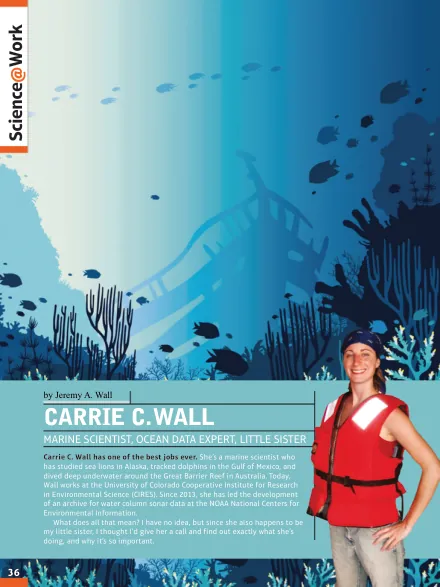 Science@Work
by Jeremy A. Wall
CARRIE C.WALL
MARINE SCIENTIST, OCEAN DATA EXPERT, LITTLE SISTER
Carrie C. Wall has one of the best jobs ever. She's a marine scientist who
has studied sea lions in Alaska, tracked dolphins in the Gulf of Mexico, and
dived deep underwater around the Great Barrier Reef in Australia. Today,
Wall works at the University of Colorado Cooperative Institute for Research
in Environmental Science (CIRES). Since 2013, she has led the development
of an archive for water column sonar data at the NOAA National Centers for
Environmental Information.
What does all that mean? I have no idea, but since she also happens to be
my little sister, I thought I'd give her a call and find out exactly what she's
doing, and why it's so important.
36